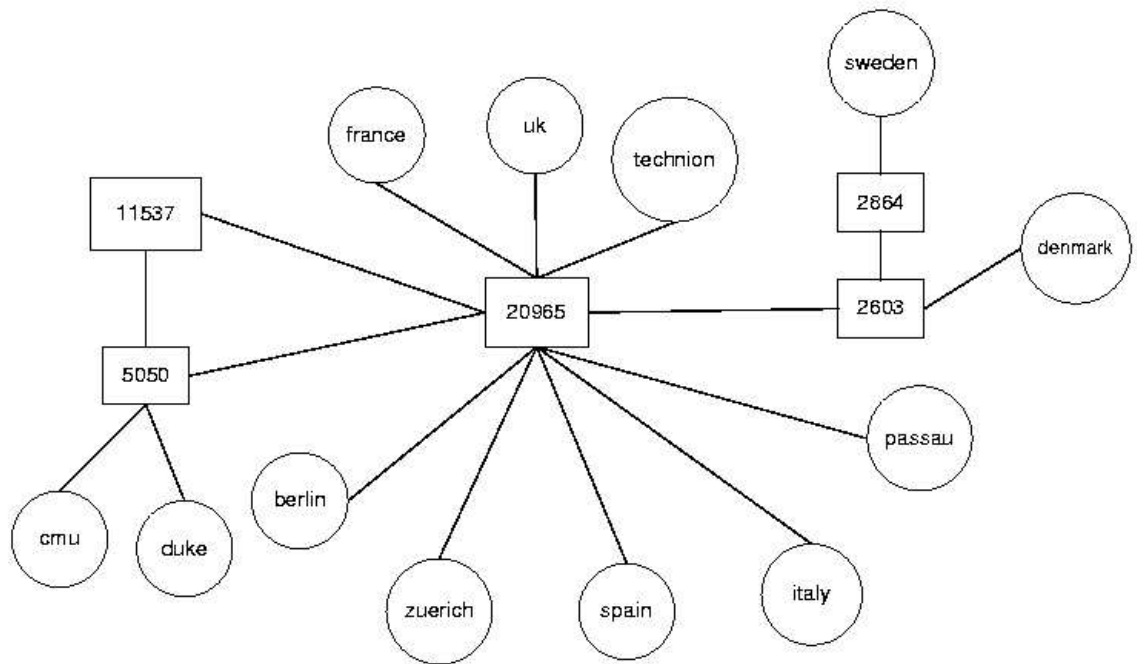 sweden
france
uk
technion
11537
2864
denmark
20965
2603
5050
passau
berlin
cmu
duke
zuerich
spain
italy